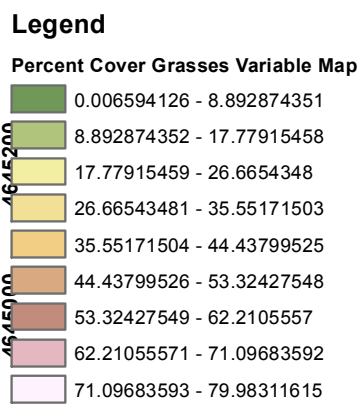 Legend
Percent Cover Grasses Variable Map
0.006594126 - 8.892874351
8.892874352 - 17.77915458
17.77915459 - 26.6654348
26.66543481 - 35.55171503
35.55171504 - 44.43799525
44.43799526 - 53.32427548
53.32427549 - 62.2105557
62.21055571 - 71.09683592
71.09683593 - 79.98311615
4645200